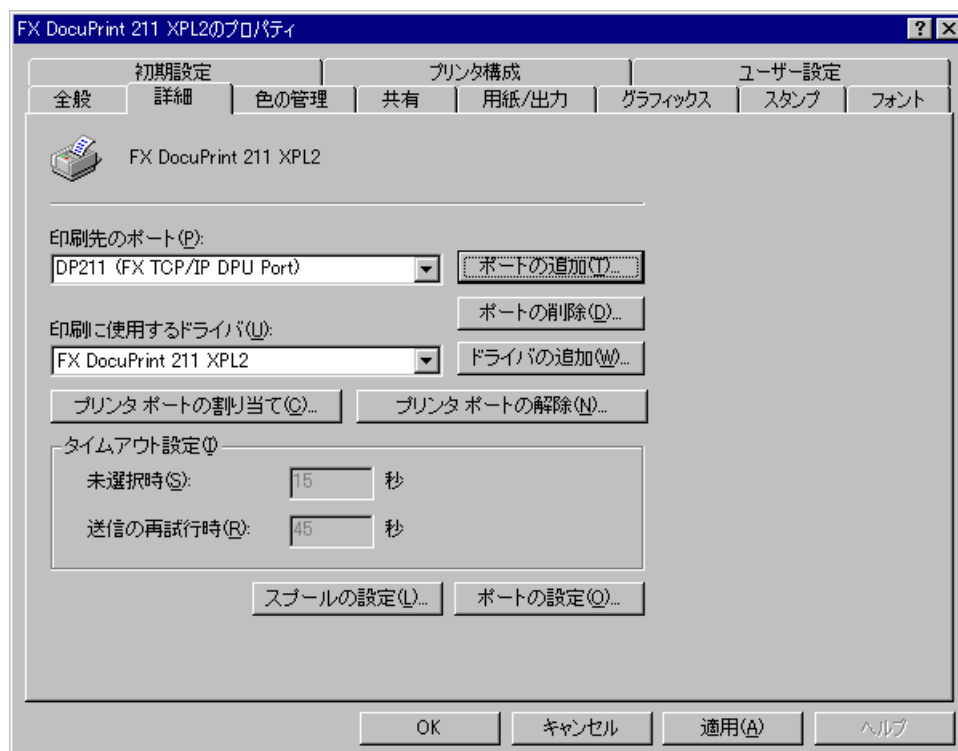 FX DocuPrint 211 XPL2のプロパティ
初期設定 プリンタ構成 ユーザー設定
全般 詳細 色の管理 共有 用紙/出力 グラフィックス スタンプ フォント
FX DocuPrint 211 XPL2
印刷先のポート(P):
DP211 (FX TCP/IP DPU Port) ポートの追加(T)...
ポートの削除(D)...
印刷に使用するドライバ(U):
FX DocuPrint 211 XPL2 ドライバの追加(W)...
プリンタ ポートの割り当て(C)... プリンタ ポートの解除(N)...
タイムアウト設定(I)
未選択時(S): 15 秒
送信の再試行時(R): 45 秒
スプールの設定(L)... ポートの設定(O)...
OK キャンセル 適用(A) ヘルプ